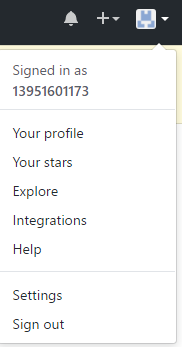 Signed in as
13951601173
Your profile
Your stars
Explore
Integrations
Help
Settings
Sign out